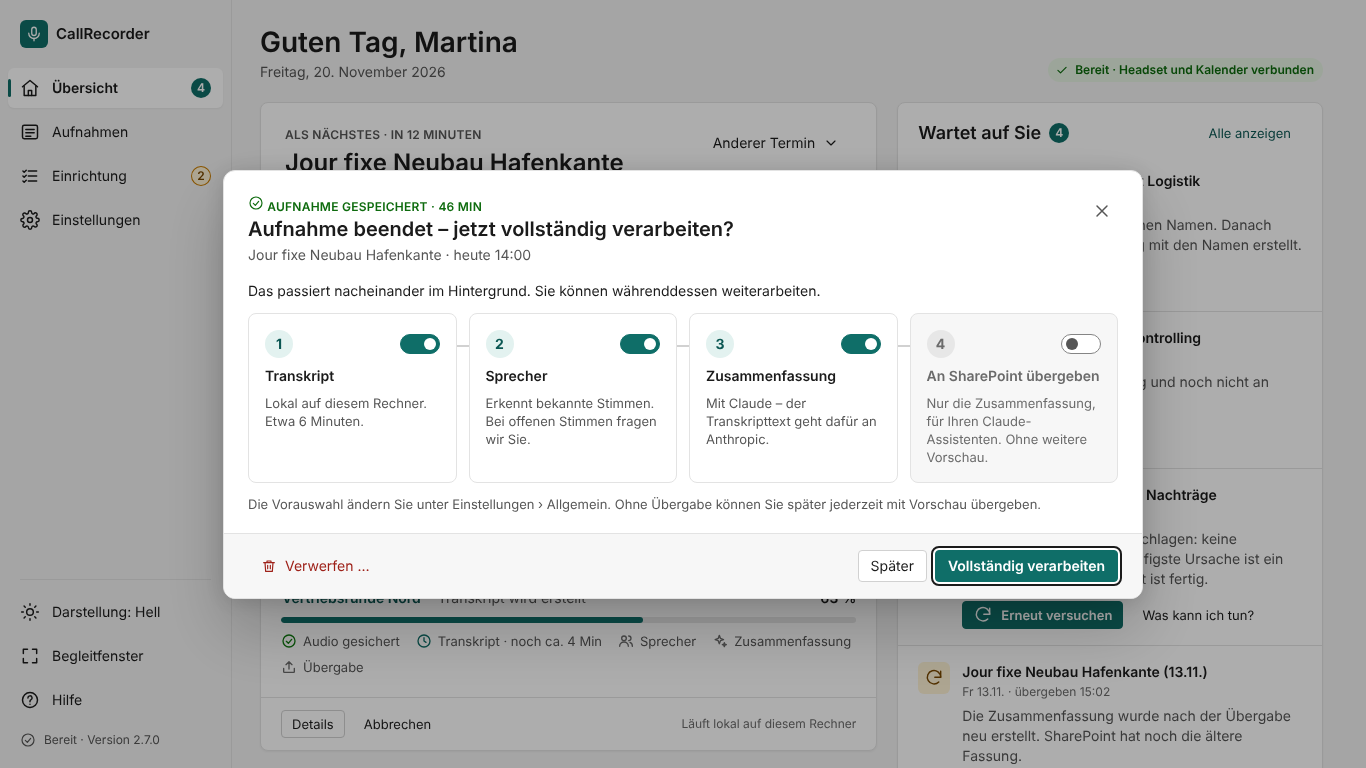 CallRecorder
Übersicht
4
Aufnahmen
Einrichtung
2
Einstellungen
Darstellung: Hell
Begleitfenster
Hilfe
Bereit · Version 2.7.0
Guten Tag, Martina
Freitag, 20. November 2026
Bereit · Headset und Kalender verbunden
ALS NÄCHSTES · IN 12 MINUTEN
Anderer Termin
Jour fixe Neubau Hafenkante
Wartet auf Sie
4
Alle anzeigen
Logistik
Namen. Danach
mit den Namen erstellt.
und noch nicht an
Nachträge
keine
Ursache ist ein
ist fertig.
Erneut versuchen
Was kann ich tun?
Jour fixe Neubau Hafenkante (13.11.)
Fr 13.11. · übergeben 15:02
Die Zusammenfassung wurde nach der Übergabe
neu erstellt. SharePoint hat noch die ältere
Fassung.
AUFNAHME GESPEICHERT · 46 MIN
Aufnahme beendet – jetzt vollständig verarbeiten?
Jour fixe Neubau Hafenkante · heute 14:00
Das passiert nacheinander im Hintergrund. Sie können währenddessen weiterarbeiten.
1
Transkript
Lokal auf diesem Rechner.
Etwa 6 Minuten.
2
Sprecher
Erkennt bekannte Stimmen.
Bei offenen Stimmen fragen
wir Sie.
3
Zusammenfassung
Mit Claude – der
Transkripttext geht dafür an
Anthropic.
4
An SharePoint übergeben
Nur die Zusammenfassung,
für Ihren Claude-
Assistenten. Ohne weitere
Vorschau.
Die Vorauswahl ändern Sie unter Einstellungen › Allgemein. Ohne Übergabe können Sie später jederzeit mit Vorschau übergeben.
Verwerfen ...
Später
Vollständig verarbeiten
Vertriebsrunde Nord
Transkript wird erstellt
Audio gesichert
Transkript · noch ca. 4 Min
Sprecher
Zusammenfassung
Übergabe
Details
Abbrechen
Läuft lokal auf diesem Rechner